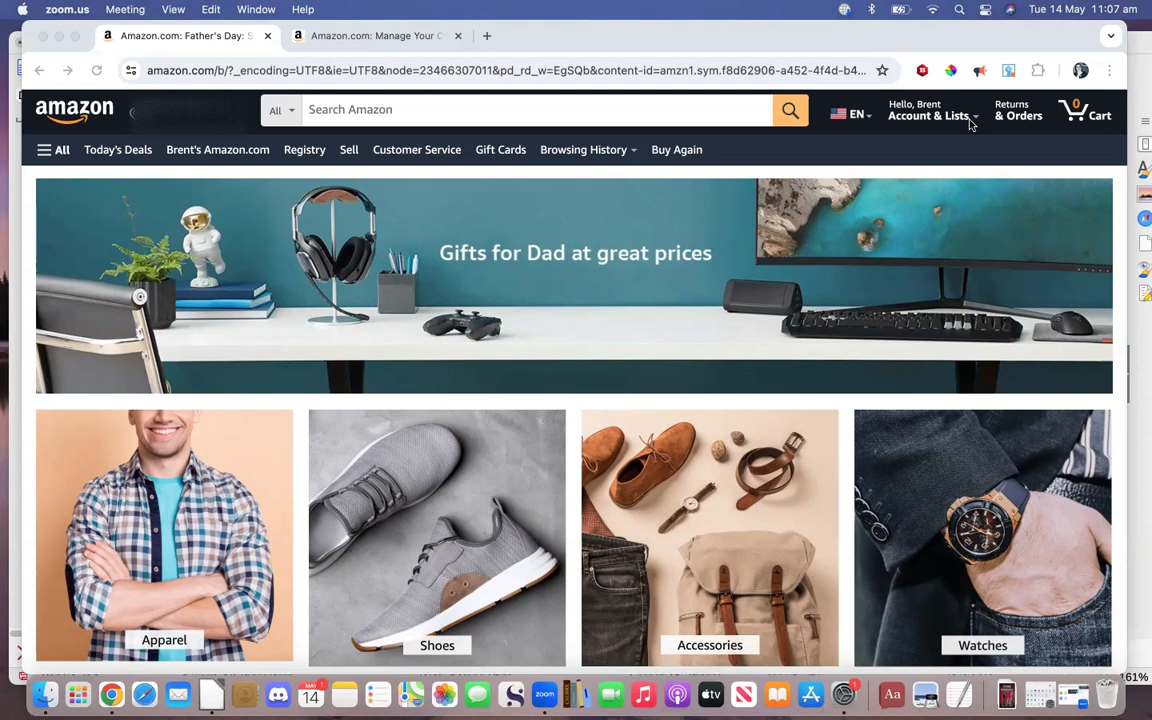 zoom.us Meeting View Edit Window Help Tue 14 May 11:07 am
Amazon.com: Father's Day: S Amazon.com: Manage Your C
amazon.com/b/?_encoding=UTF8&ie=UTF8&node=23466307011&pd_rd_w=EgSQb&content-id=amzn1.sym.f8d62906-a452-4f4d-b4...
amazon
All Search Amazon
EN
Hello, Brent
Account & Lists
Returns
& Orders
0
Cart
All Today's Deals Brent's Amazon.com Registry Sell Customer Service Gift Cards Browsing History Buy Again
Gifts for Dad at great prices
Apparel
Shoes
Accessories
Watches
161%
MAY
14
zoom
tv
Aa
1